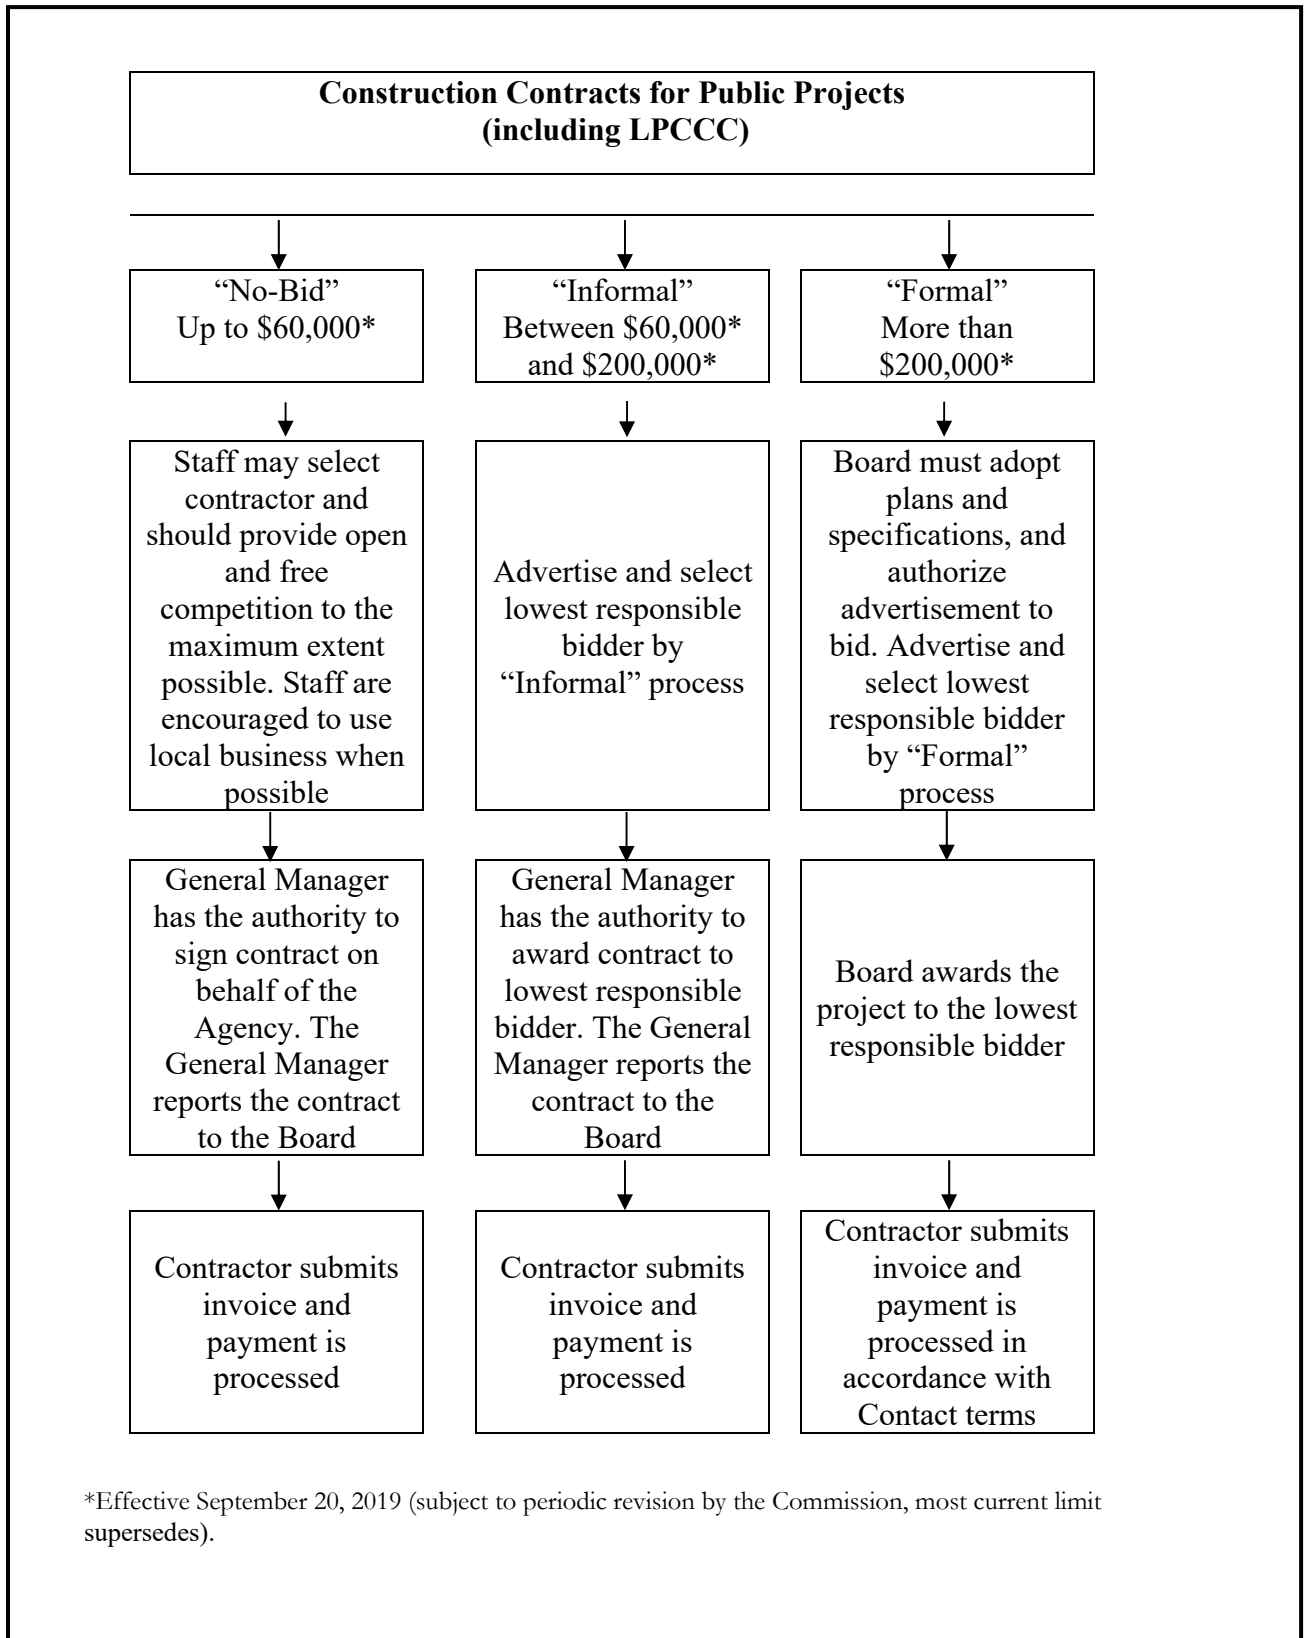 Construction Contracts for Public Projects
(including LPCCC)
“No-Bid”
Up to $60,000*
“Informal”
Between $60,000*
and $200,000*
“Formal”
More than
$200,000*
Staff may select
contractor and
should provide open
and free
competition to the
maximum extent
possible. Staff are
encouraged to use
local business when
possible
Advertise and select
lowest responsible
bidder by
“Informal” process
Board must adopt
plans and
specifications, and
authorize
advertisement to
bid. Advertise and
select lowest
responsible bidder
by “Formal”
process
General Manager
has the authority to
sign contract on
behalf of the
Agency. The
General Manager
reports the contract
to the Board
General Manager
has the authority to
award contract to
lowest responsible
bidder. The General
Manager reports the
contract to the
Board
Board awards the
project to the lowest
responsible bidder
Contractor submits
invoice and
payment is
processed
Contractor submits
invoice and
payment is
processed
Contractor submits
invoice and
payment is
processed in
accordance with
Contact terms
*Effective September 20, 2019 (subject to periodic revision by the Commission, most current limit
supersedes).